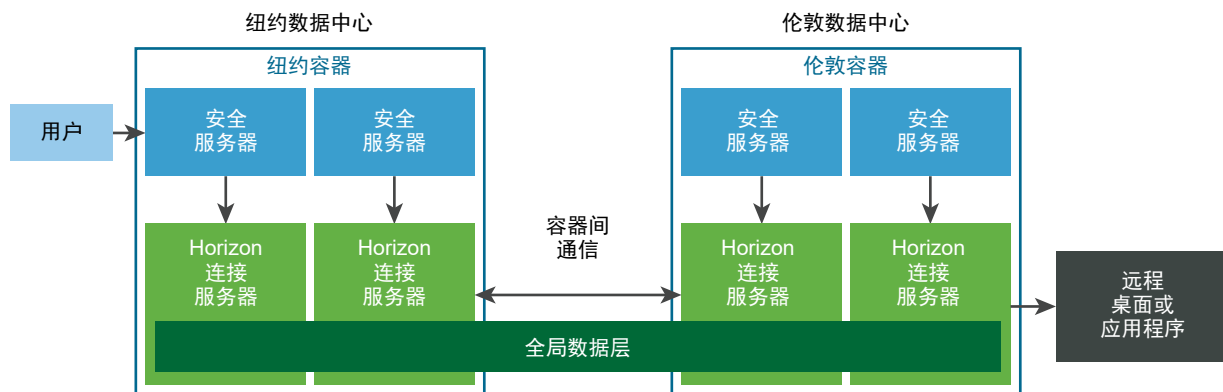 纽约数据中心
伦敦数据中心
纽约容器
伦敦容器
用户
安全
服务器
安全
服务器
安全
服务器
安全
服务器
容器间
通信
Horizon
连接
服务器
Horizon
连接
服务器
Horizon
连接
服务器
Horizon
连接
服务器
远程
桌面或
应用程序
全局数据层